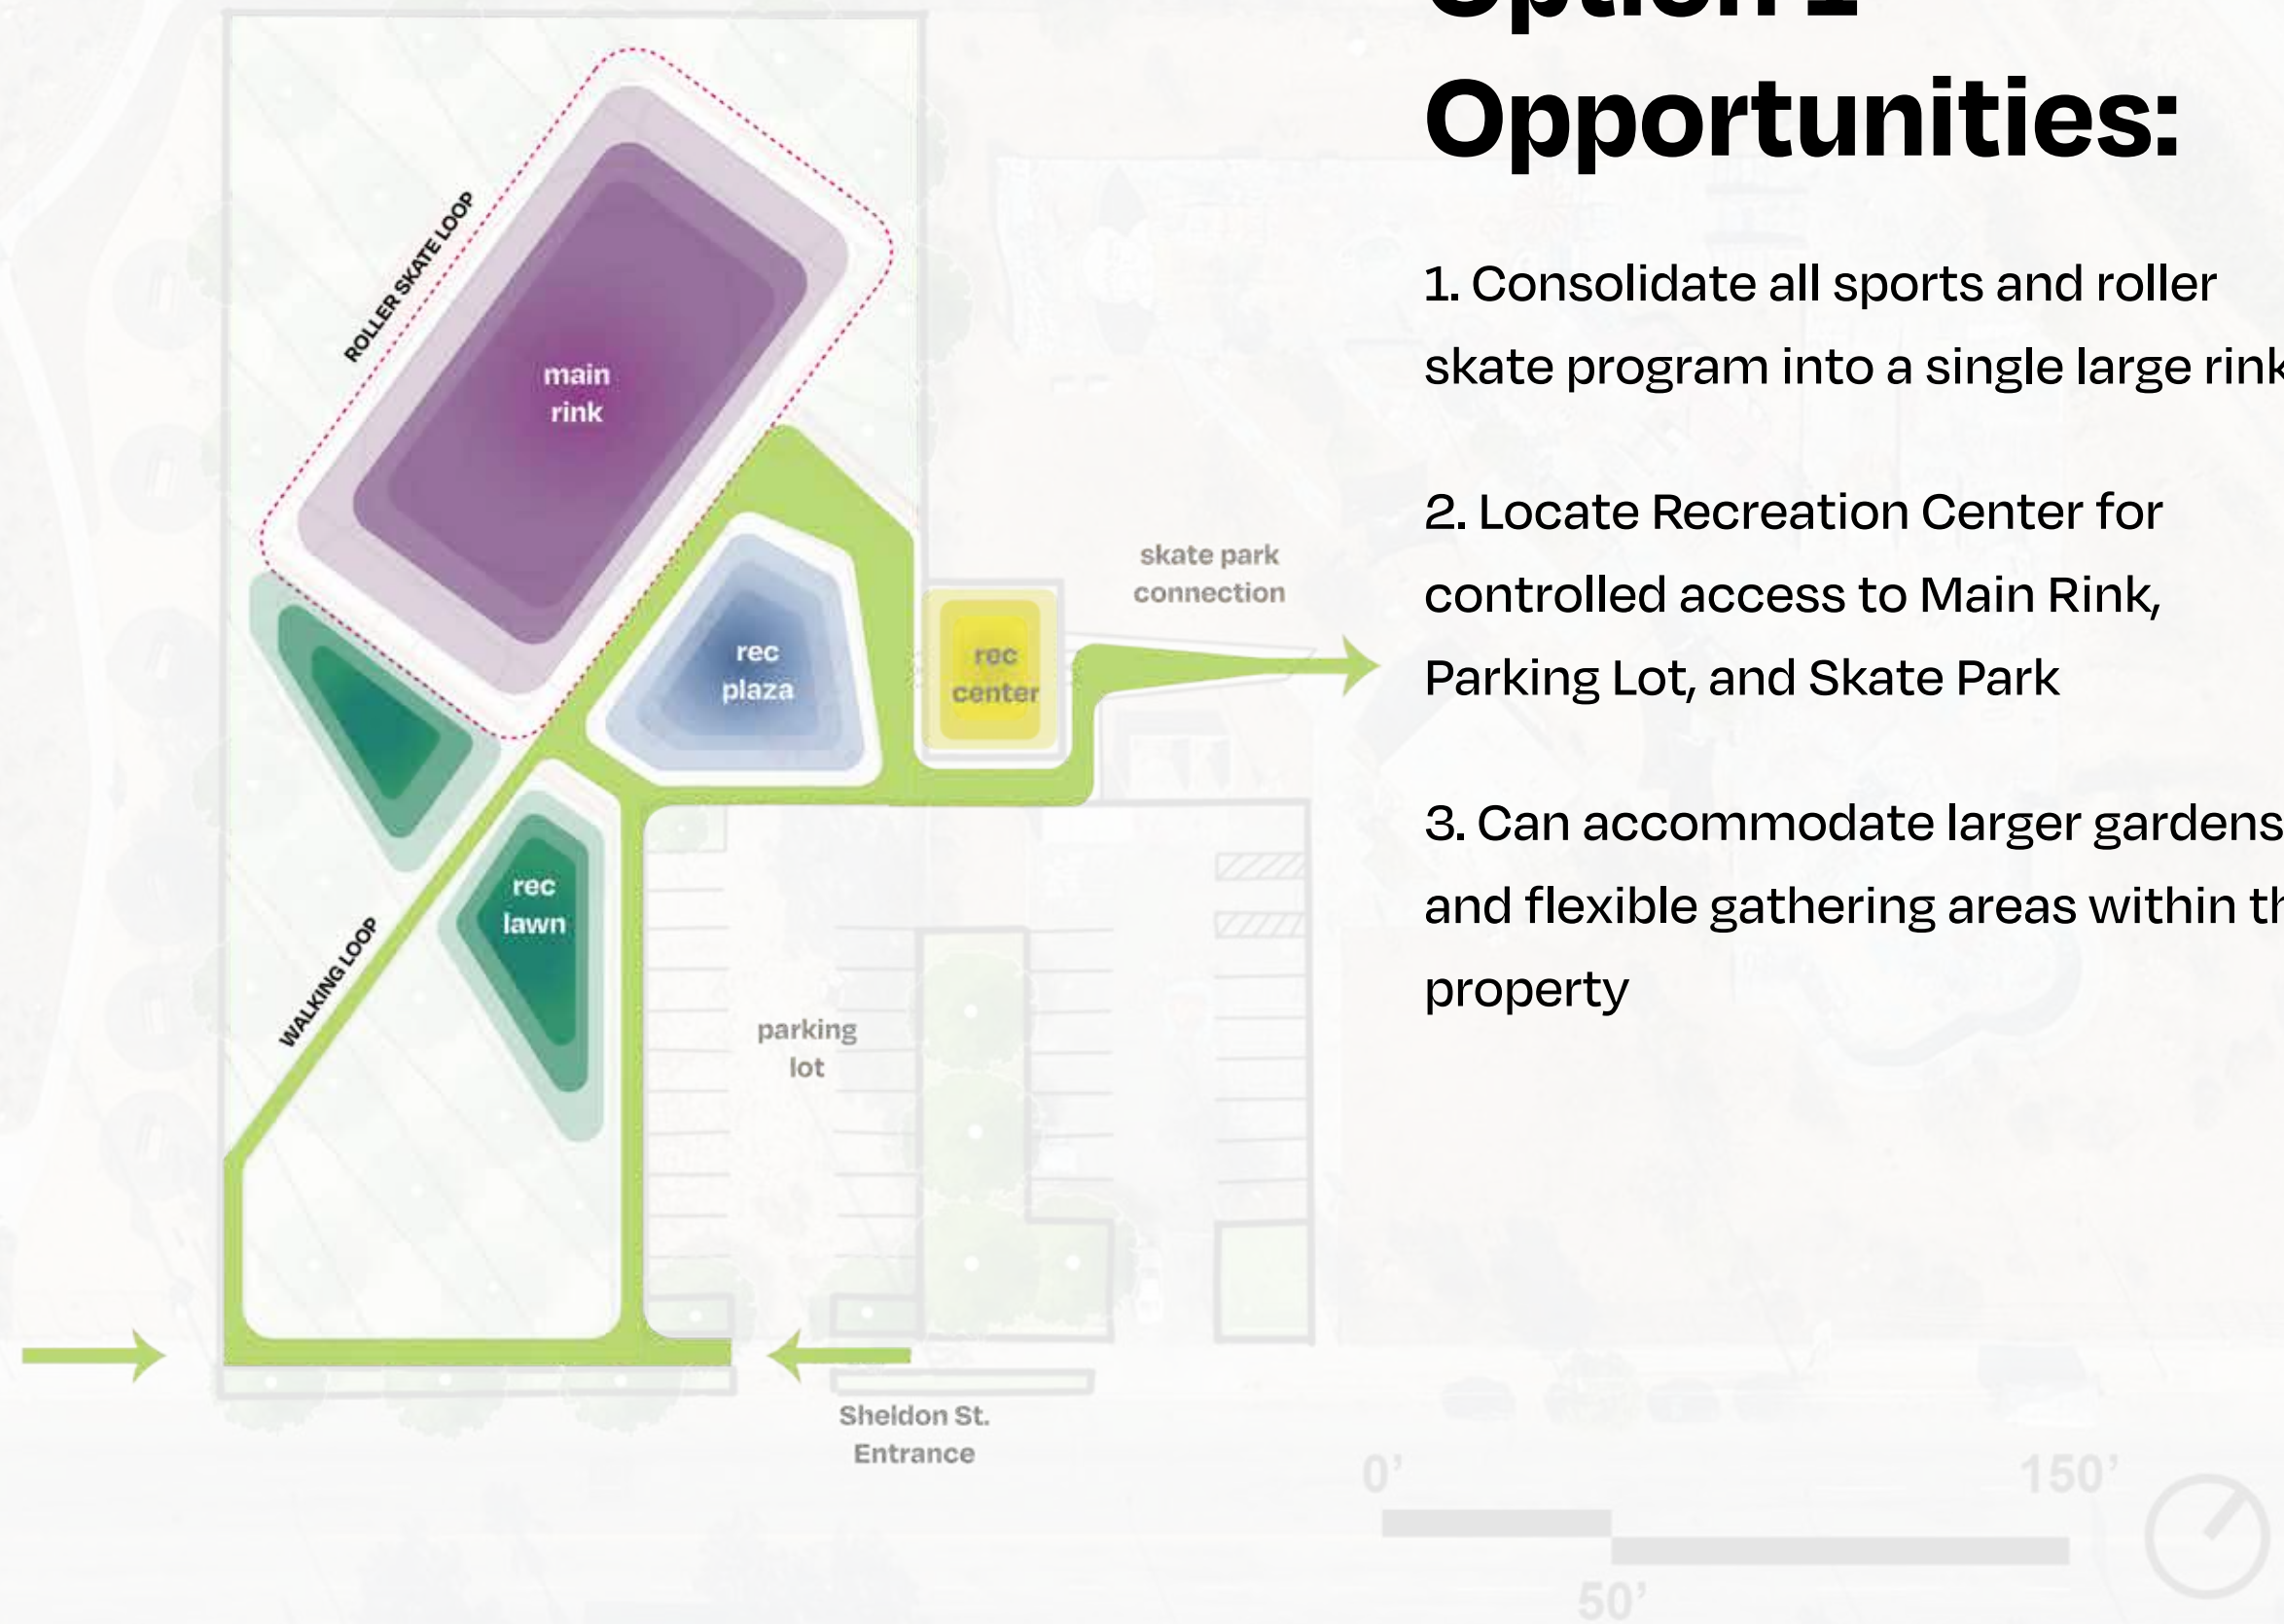 Option 1
Opportunities:
1. Consolidate all sports and roller
skate program into a single large rink
2. Locate Recreation Center for
controlled access to Main Rink,
Parking Lot, and Skate Park
3. Can accommodate larger gardens
and flexible gathering areas within
property
ROLLER SKATE LOOP
main
rink
skate park
connection
rec
plaza
rec
center
rec
lawn
WALKING LOOP
parking
lot
Sheldon St.
Entrance
0’
150’
50’